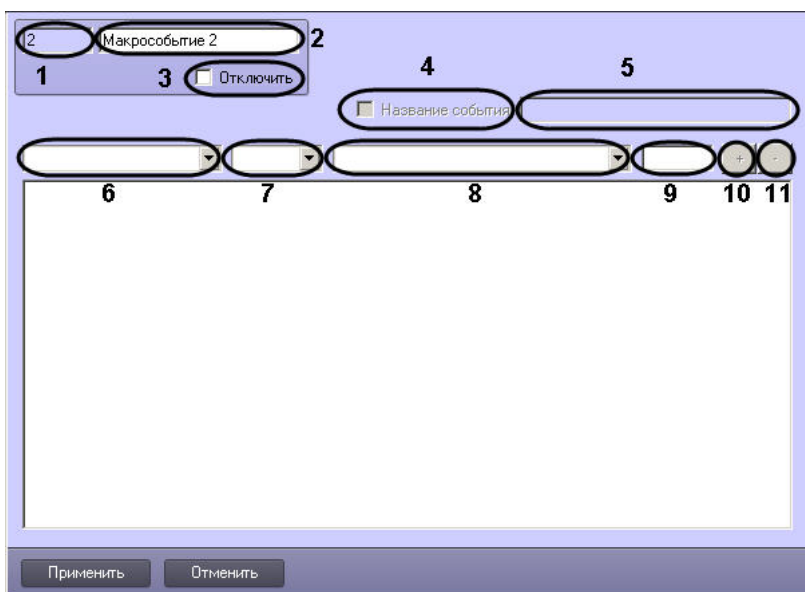 2 Макрособытие 2 2
1 3 Отключить 4 5
Название события
+ -
6 7 8 9 10 11
Применить Отменить